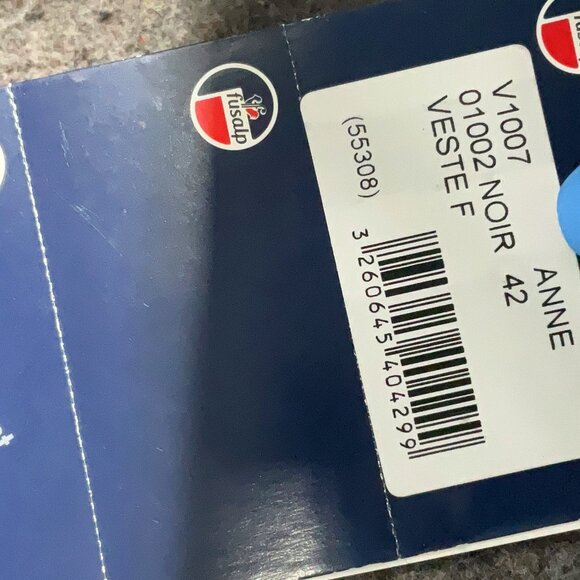 fusalp
V1007 ANNE
01002 NOIR 42
VESTE F
(55308)
3 260645 404299